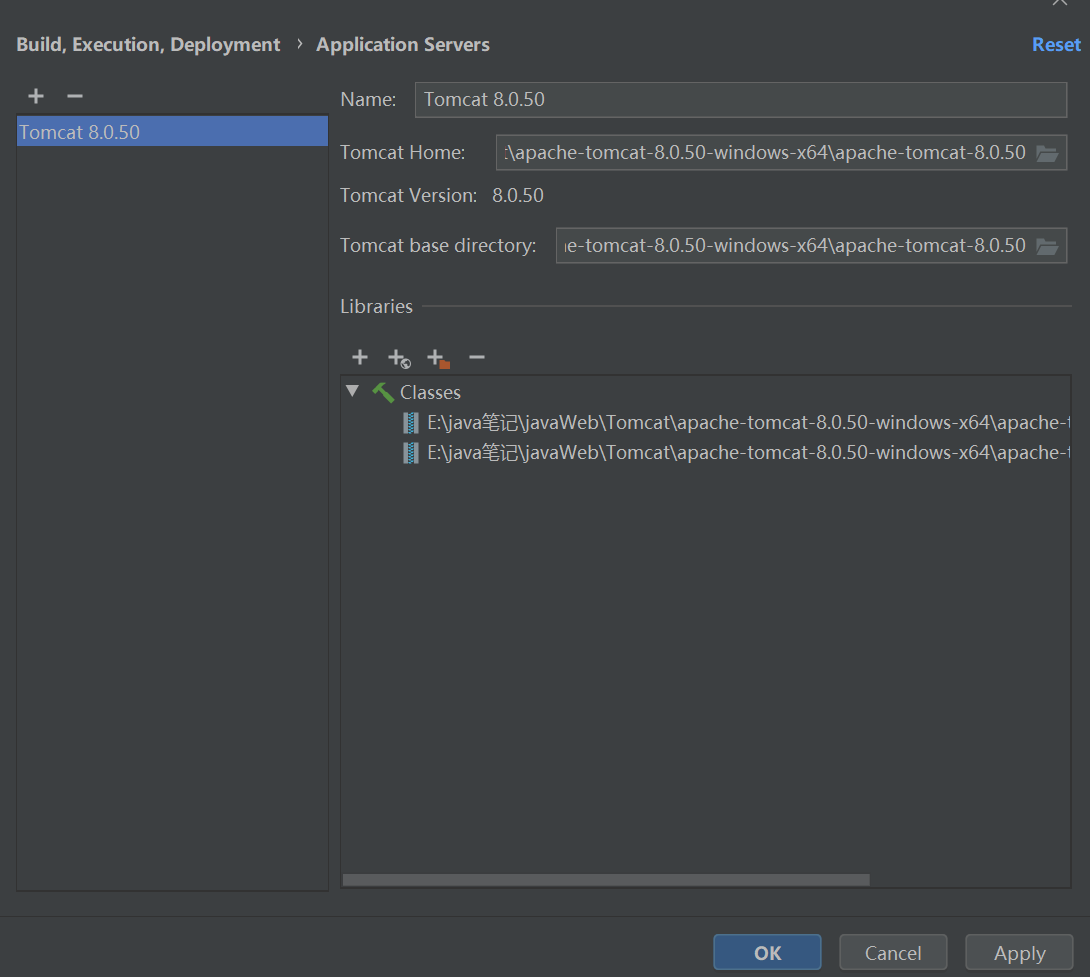 Build, Execution, Deployment › Application Servers
Reset
Name: Tomcat 8.0.50
Tomcat 8.0.50
Tomcat Home: :\apache-tomcat-8.0.50-windows-x64\apache-tomcat-8.0.50
Tomcat Version: 8.0.50
Tomcat base directory: e-tomcat-8.0.50-windows-x64\apache-tomcat-8.0.50
Libraries
Classes
E:\java笔记\javaWeb\Tomcat\apache-tomcat-8.0.50-windows-x64\apache-t
E:\java笔记\javaWeb\Tomcat\apache-tomcat-8.0.50-windows-x64\apache-t
OK Cancel Apply